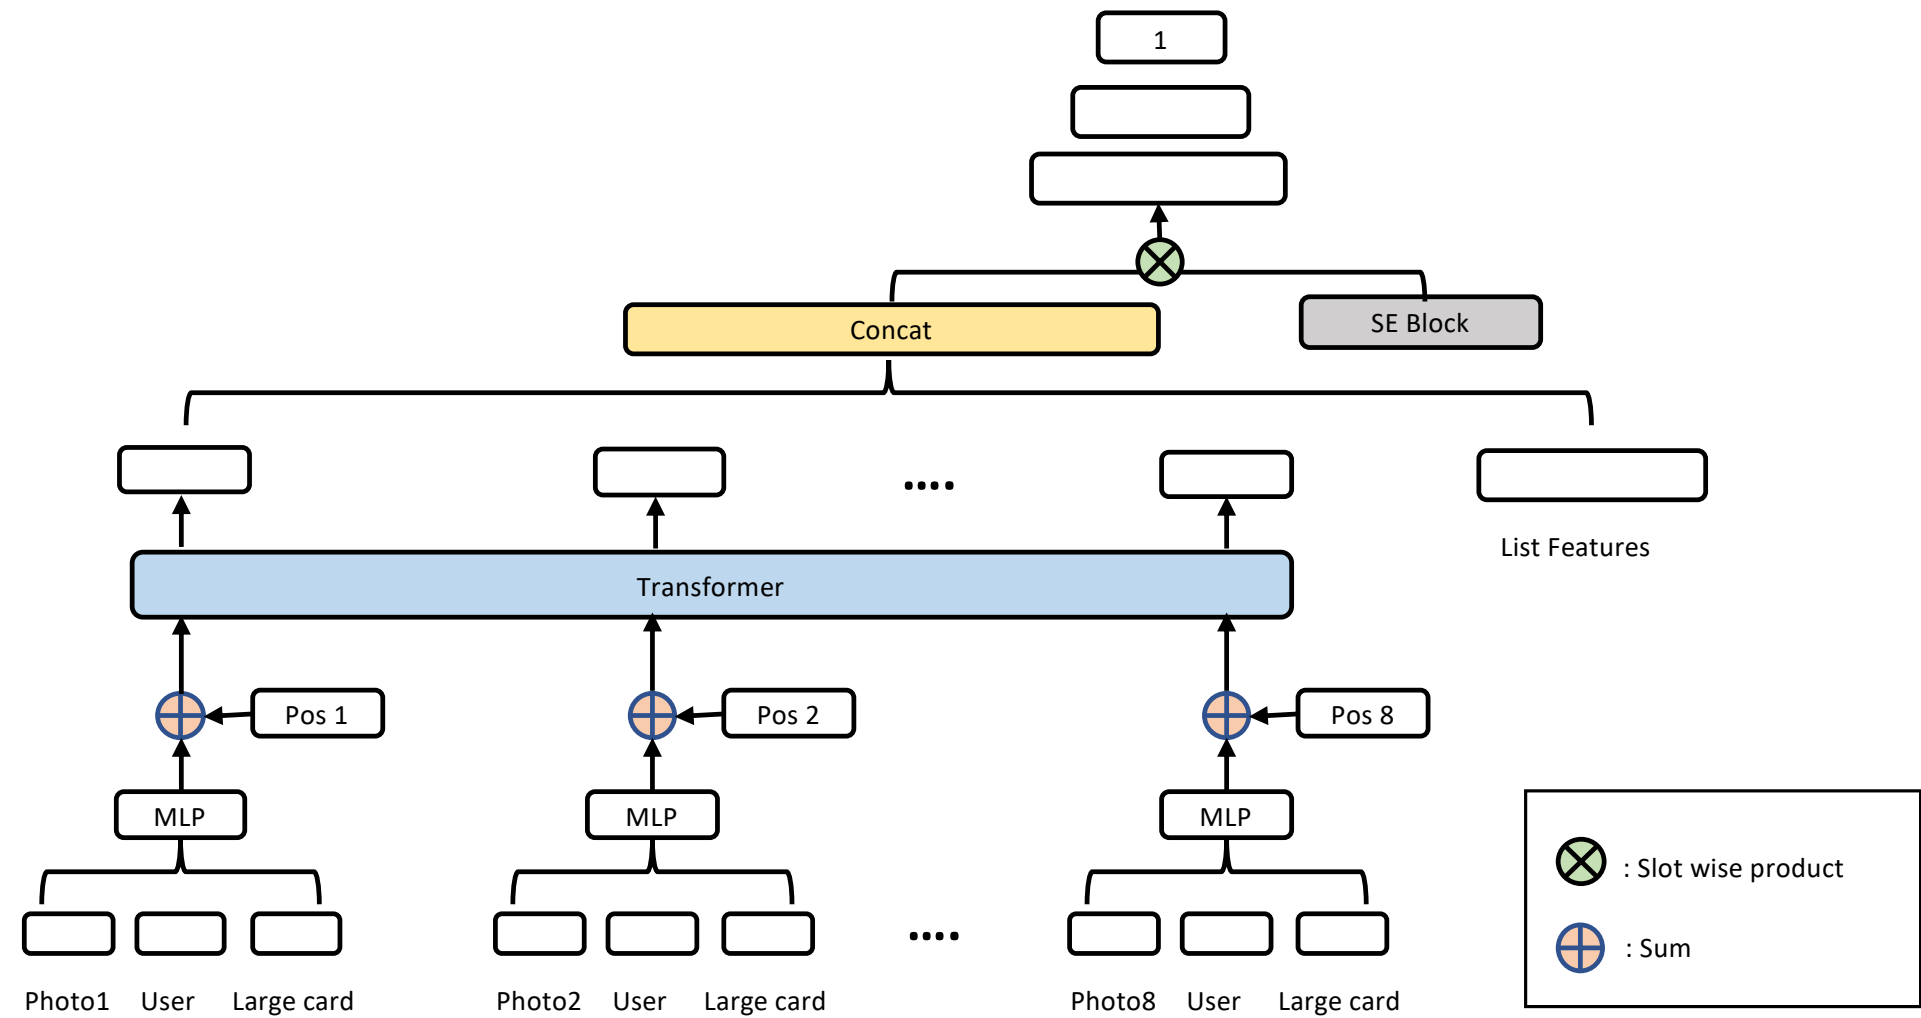 1
Concat
SE Block
....
List Features
Transformer
Pos 1
Pos 2
Pos 8
MLP
MLP
MLP
: Slot wise product
....
: Sum
Photo1 User Large card
Photo2 User Large card
Photo8 User Large card